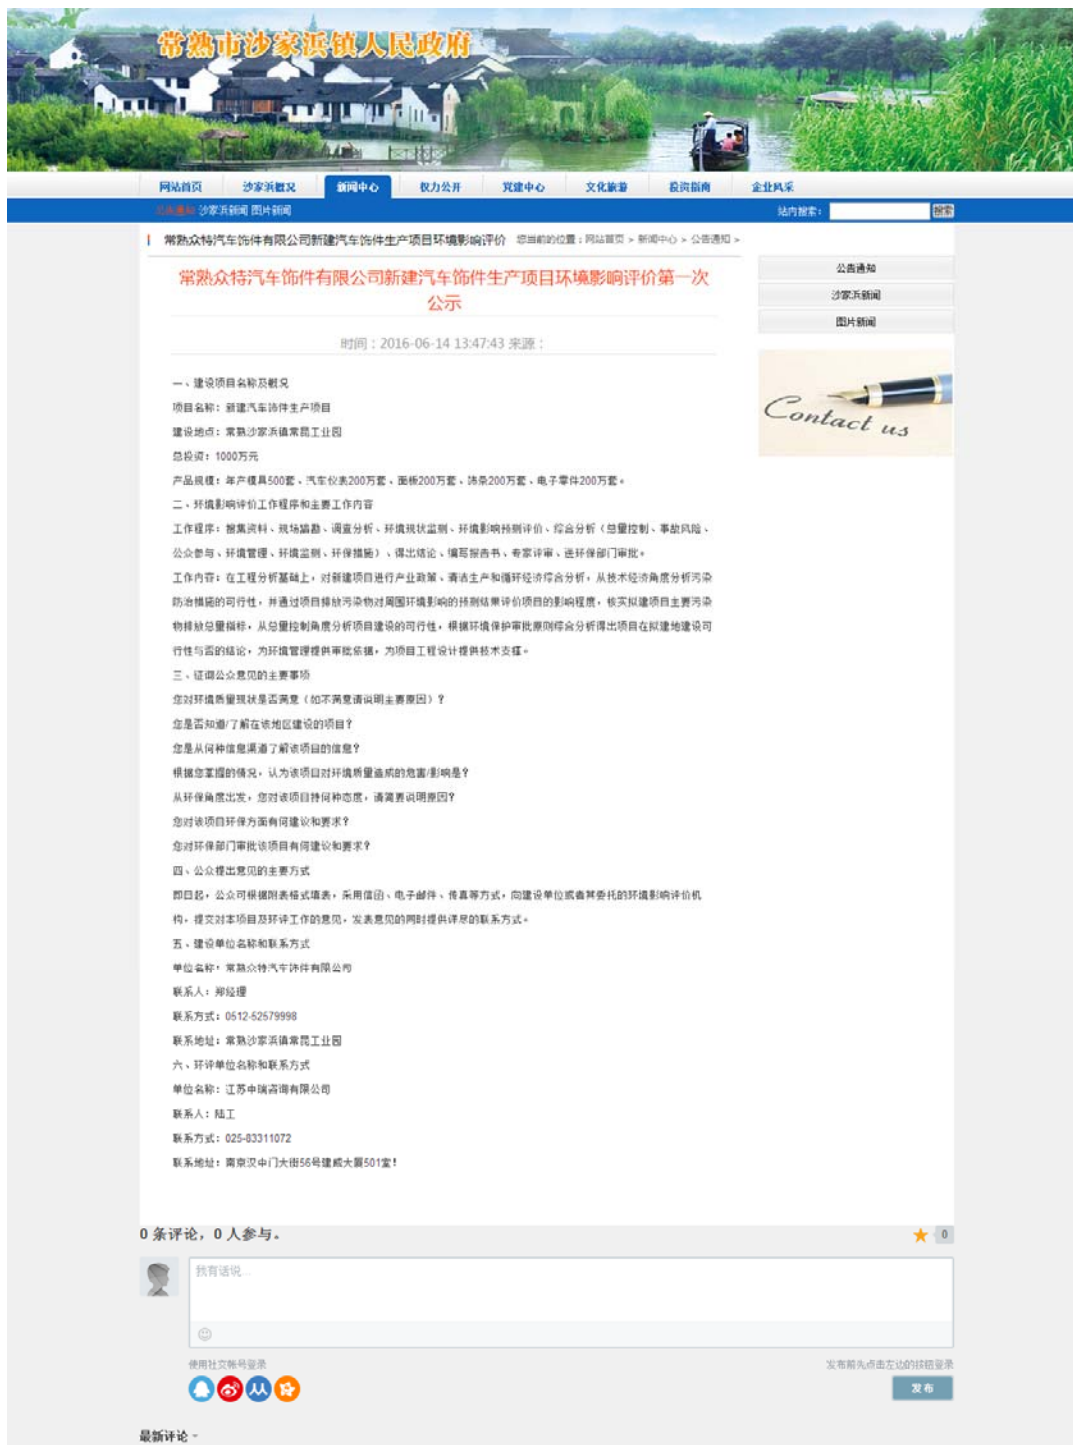 常熟市沙家浜镇人民政府
网站首页 沙家浜概况 新闻中心 权力公开 党建中心 文化旅游 投资指南 企业风采
公告通知 沙家浜新闻 图片新闻 站内搜索： 搜索
常熟众特汽车饰件有限公司新建汽车饰件生产项目环境影响评价 您当前的位置：网站首页 > 新闻中心 > 公告通知 >
常熟众特汽车饰件有限公司新建汽车饰件生产项目环境影响评价第一次
公示
时间：2016-06-14 13:47:43 来源：
公告通知
沙家浜新闻
图片新闻
Contact us
一、建设项目名称及概况
项目名称：新建汽车饰件生产项目
建设地点：常熟沙家浜镇常昆工业园
总投资：1000万元
产品规模：年产模具500套、汽车仪表200万套、面板200万套、饰条200万套、电子零件200万套。
二、环境影响评价工作程序和主要工作内容
工作程序：搜集资料、现场踏勘、调查分析、环境现状监测、环境影响预测评价、综合分析（总量控制、事故风险、
公众参与、环境管理、环境监测、环保措施）、得出结论、编写报告书、专家评审、送环保部门审批。
工作内容：在工程分析基础上，对新建项目进行产业政策、清洁生产和循环经济综合分析，从技术经济角度分析污染
防治措施的可行性，并通过项目排放污染物对周围环境影响的预测结果评价项目的影响程度，核实拟建项目主要污染
物排放总量指标，从总量控制角度分析项目建设的可行性，根据环境保护审批原则综合分析得出项目在拟建地建设可
行性与否的结论，为环境管理提供审批依据，为项目工程设计提供技术支撑。
三、征询公众意见的主要事项
您对环境质量现状是否满意（如不满意请说明主要原因）？
您是否知道/了解在该地区建设的项目？
您是从何种信息渠道了解该项目的信息？
根据您掌握的情况，认为该项目对环境质量造成的危害/影响是？
从环保角度出发，您对该项目持何种态度，请简要说明原因？
您对该项目环保方面有何建议和要求？
您对环保部门审批该项目有何建议和要求？
四、公众提出意见的主要方式
即日起，公众可根据附表格式填表，采用信函、电子邮件、传真等方式，向建设单位或者其委托的环境影响评价机
构，提交对本项目及环评工作的意见，发表意见的同时提供详尽的联系方式。
五、建设单位名称和联系方式
单位名称：常熟众特汽车饰件有限公司
联系人：郑经理
联系方式：0512-52579998
联系地址：常熟沙家浜镇常昆工业园
六、环评单位名称和联系方式
单位名称：江苏中瑞咨询有限公司
联系人：陆工
联系方式：025-83311072
联系地址：南京汉中门大街56号建威大厦501室！
0 条评论，0 人参与。 0
我有话说...
使用社交帐号登录 发布前先点击左边的按钮登录
发布
最新评论